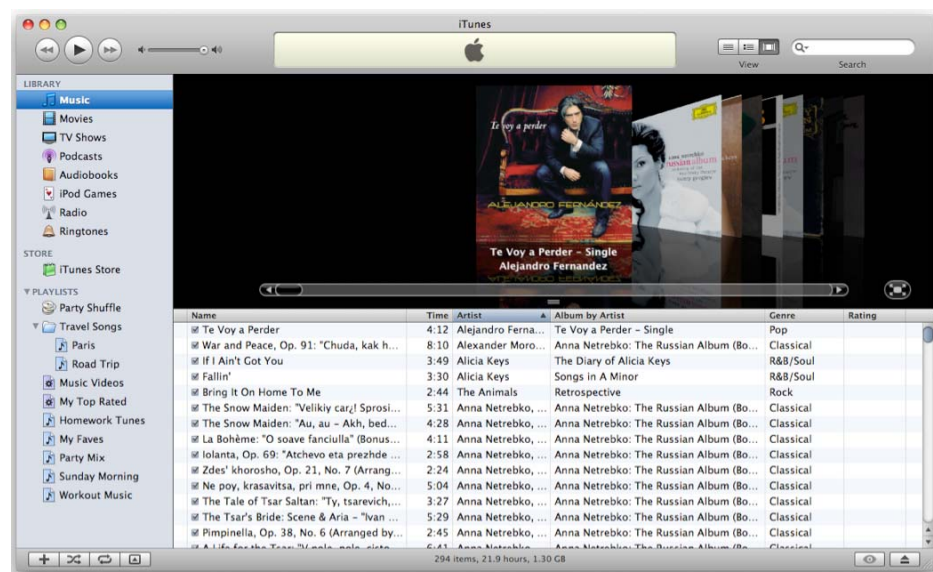 iTunes
View
Search
LIBRARY
Music
Movies
TV Shows
Podcasts
Audiobooks
iPod Games
Radio
Ringtones
STORE
iTunes Store
PLAYLISTS
Party Shuffle
Travel Songs
Paris
Road Trip
Music Videos
My Top Rated
Homework Tunes
My Faves
Party Mix
Sunday Morning
Workout Music
Te voy a perder
ALEJANDRO FERNÁNDEZ
anna netrebko
russian album
Te Voy a Perder – Single
Alejandro Fernandez
Name Time Artist Album by Artist Genre Rating
Te Voy a Perder 4:12 Alejandro Ferna... Te Voy a Perder – Single Pop
War and Peace, Op. 91: "Chuda, kak h... 8:10 Alexander Moro... Anna Netrebko: The Russian Album (Bo... Classical
If I Ain't Got You 3:49 Alicia Keys The Diary of Alicia Keys R&B/Soul
Fallin' 3:30 Alicia Keys Songs in A Minor R&B/Soul
Bring It On Home To Me 2:44 The Animals Retrospective Rock
The Snow Maiden: "Velikiy car¿! Sprosi... 5:31 Anna Netrebko, ... Anna Netrebko: The Russian Album (Bo... Classical
The Snow Maiden: "Au, au – Akh, bed... 4:28 Anna Netrebko, ... Anna Netrebko: The Russian Album (Bo... Classical
La Bohème: "O soave fanciulla" (Bonus... 4:11 Anna Netrebko, ... Anna Netrebko: The Russian Album (Bo... Classical
Iolanta, Op. 69: "Atchevo eta prezhde ... 2:58 Anna Netrebko, ... Anna Netrebko: The Russian Album (Bo... Classical
Zdes' khorosho, Op. 21, No. 7 (Arrang... 2:24 Anna Netrebko, ... Anna Netrebko: The Russian Album (Bo... Classical
Ne poy, krasavitsa, pri mne, Op. 4, No... 5:04 Anna Netrebko, ... Anna Netrebko: The Russian Album (Bo... Classical
The Tale of Tsar Saltan: "Ty, tsarevich,... 3:27 Anna Netrebko, ... Anna Netrebko: The Russian Album (Bo... Classical
The Tsar's Bride: Scene & Aria – "Ivan ... 5:29 Anna Netrebko, ... Anna Netrebko: The Russian Album (Bo... Classical
Pimpinella, Op. 38, No. 6 (Arranged by... 2:45 Anna Netrebko, ... Anna Netrebko: The Russian Album (Bo... Classical
294 items, 21.9 hours, 1.30 GB